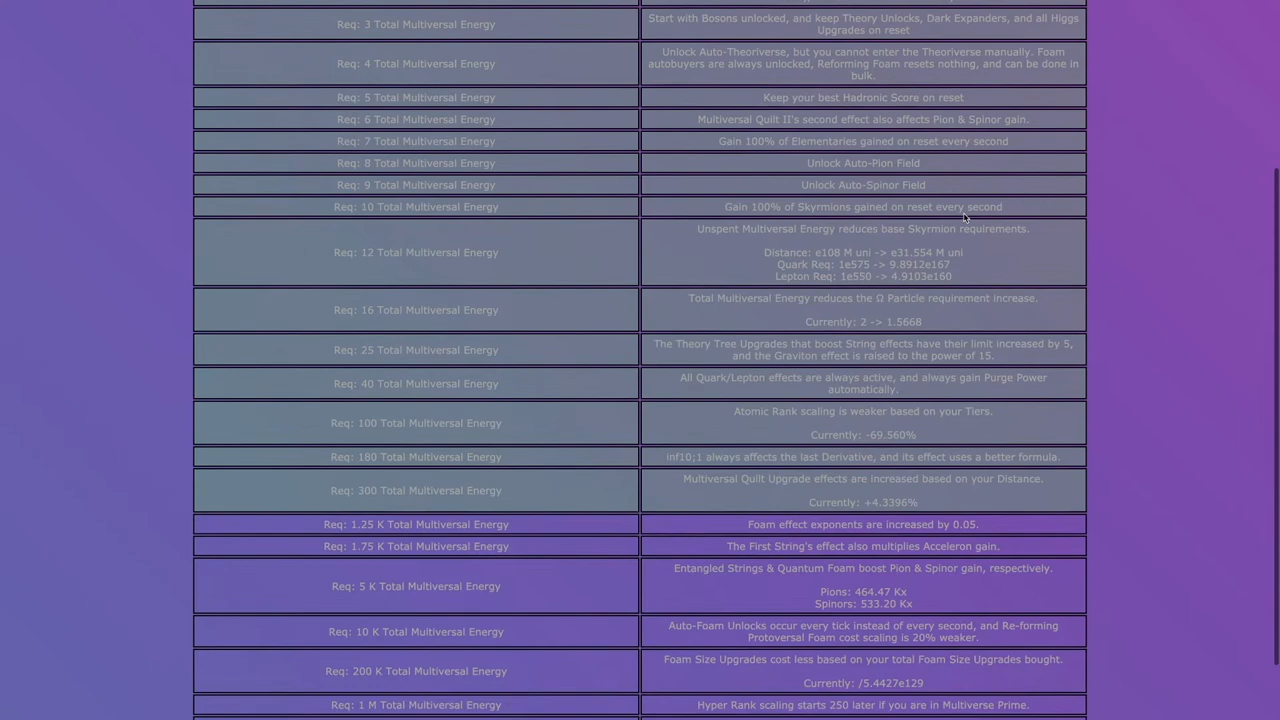 Req: 3 Total Multiversal Energy
Start with Bosons unlocked, and keep Theory Unlocks, Dark Expanders, and all Higgs
Upgrades on reset
Req: 4 Total Multiversal Energy
Unlock Auto-Theoriverse, but you cannot enter the Theoriverse manually. Foam
autobuyers are always unlocked, Reforming Foam resets nothing, and can be done in
bulk.
Req: 5 Total Multiversal Energy
Keep your best Hadronic Score on reset
Req: 6 Total Multiversal Energy
Multiversal Quilt II's second effect also affects Pion & Spinor gain.
Req: 7 Total Multiversal Energy
Gain 100% of Elementaries gained on reset every second
Req: 8 Total Multiversal Energy
Unlock Auto-Pion Field
Req: 9 Total Multiversal Energy
Unlock Auto-Spinor Field
Req: 10 Total Multiversal Energy
Gain 100% of Skyrmions gained on reset every second
Req: 12 Total Multiversal Energy
Unspent Multiversal Energy reduces base Skyrmion requirements.
Distance: e108 M uni -> e31.554 M uni
Quark Req: 1e575 -> 9.8912e167
Lepton Req: 1e550 -> 4.9103e160
Req: 16 Total Multiversal Energy
Total Multiversal Energy reduces the Ω Particle requirement increase.
Currently: 2 -> 1.5668
Req: 25 Total Multiversal Energy
The Theory Tree Upgrades that boost String effects have their limit increased by 5,
and the Graviton effect is raised to the power of 15.
Req: 40 Total Multiversal Energy
All Quark/Lepton effects are always active, and always gain Purge Power
automatically.
Req: 100 Total Multiversal Energy
Atomic Rank scaling is weaker based on your Tiers.
Currently: -69.560%
Req: 180 Total Multiversal Energy
inf10;1 always affects the last Derivative, and its effect uses a better formula.
Req: 300 Total Multiversal Energy
Multiversal Quilt Upgrade effects are increased based on your Distance.
Currently: +4.3396%
Req: 1.25 K Total Multiversal Energy
Foam effect exponents are increased by 0.05.
Req: 1.75 K Total Multiversal Energy
The First String's effect also multiplies Acceleron gain.
Req: 5 K Total Multiversal Energy
Entangled Strings & Quantum Foam boost Pion & Spinor gain, respectively.
Pions: 464.47 Kx
Spinors: 533.20 Kx
Req: 10 K Total Multiversal Energy
Auto-Foam Unlocks occur every tick instead of every second, and Re-forming
Protoversal Foam cost scaling is 20% weaker.
Req: 200 K Total Multiversal Energy
Foam Size Upgrades cost less based on your total Foam Size Upgrades bought.
Currently: /5.4427e129
Req: 1 M Total Multiversal Energy
Hyper Rank scaling starts 250 later if you are in Multiverse Prime.